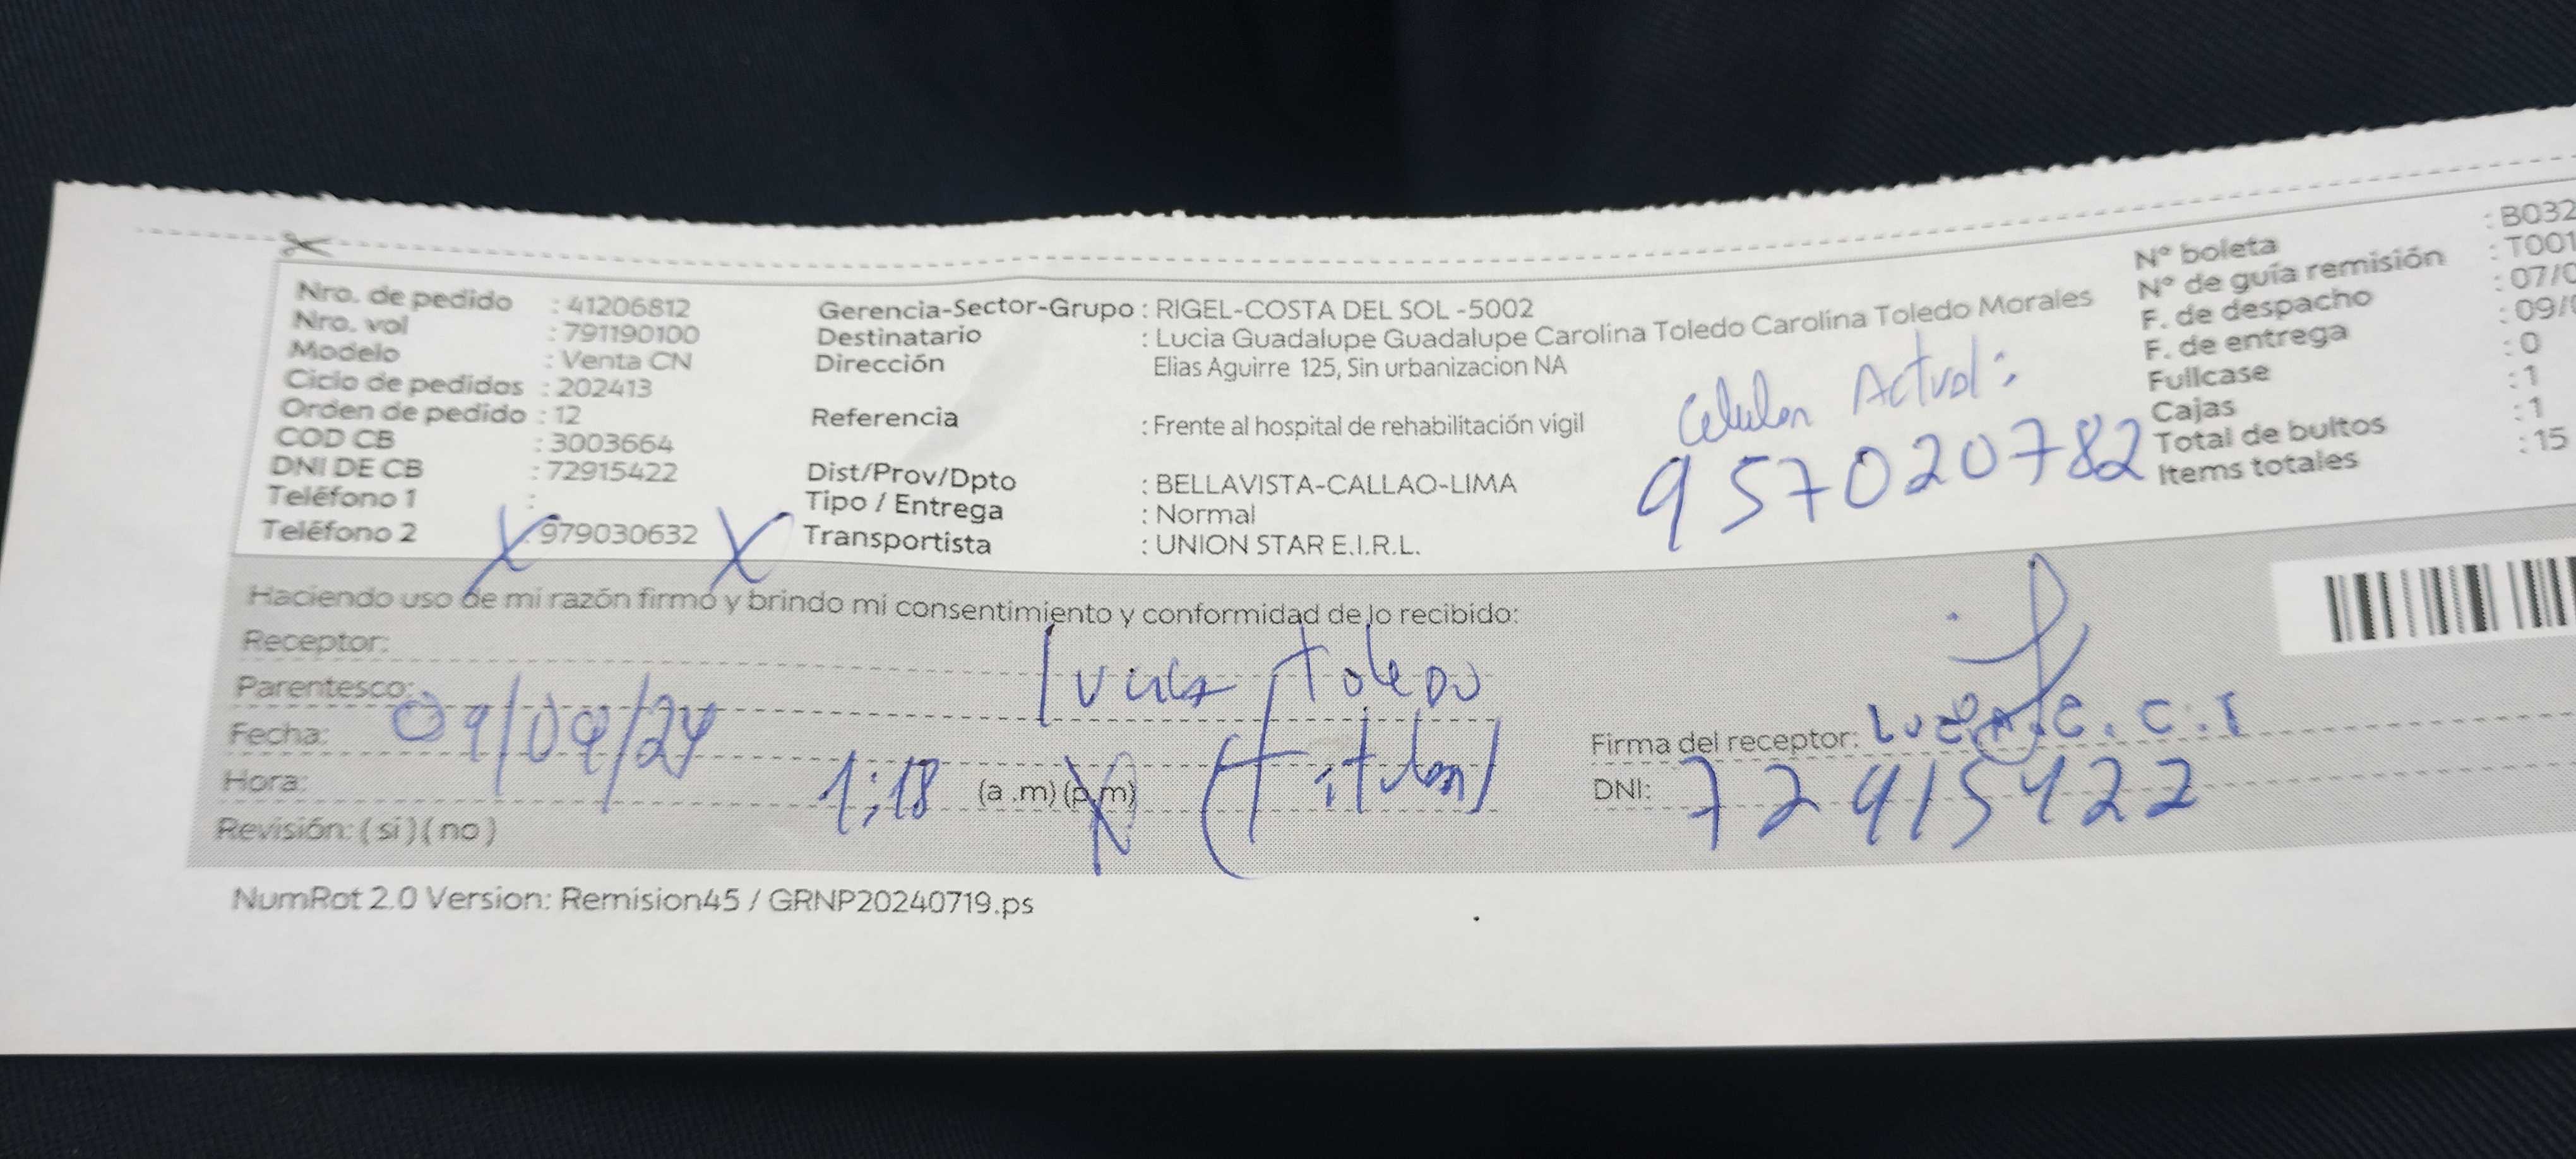 Nro. de pedido : 41206812
Nro. vol : 791190100
Modelo : Venta CN
Ciclo de pedidos : 202413
Orden de pedido : 12
COD CB : 3003664
DNI DE CB : 72915422
Teléfono 1 :
Teléfono 2 : 979030632
Gerencia-Sector-Grupo : RIGEL-COSTA DEL SOL -5002
Destinatario : Lucia Guadalupe Guadalupe Carolina Toledo Carolina Toledo Morales
Dirección Elias Aguirre 125, Sin urbanizacion NA
Referencia : Frente al hospital de rehabilitación vigil
Dist/Prov/Dpto : BELLAVISTA-CALLAO-LIMA
Tipo / Entrega : Normal
Transportista : UNION STAR E.I.R.L.
Celular Actual:
957020782
N° boleta : B032
N° de guía remisión : T001
F. de despacho : 07/0
F. de entrega : 09/0
Fullcase : 0
Cajas : 1
Total de bultos : 1
Items totales : 15
Haciendo uso de mi razón firmo y brindo mi consentimiento y conformidad de lo recibido:
Receptor: Lucia Toledo
Parentesco: (titular)
Fecha: 09/09/24
Hora: 1:18 (a .m) (p.m)
Revisión: ( si ) ( no )
Firma del receptor:
DNI: 72915422
NumRot 2.0 Version: Remision45 / GRNP20240719.ps